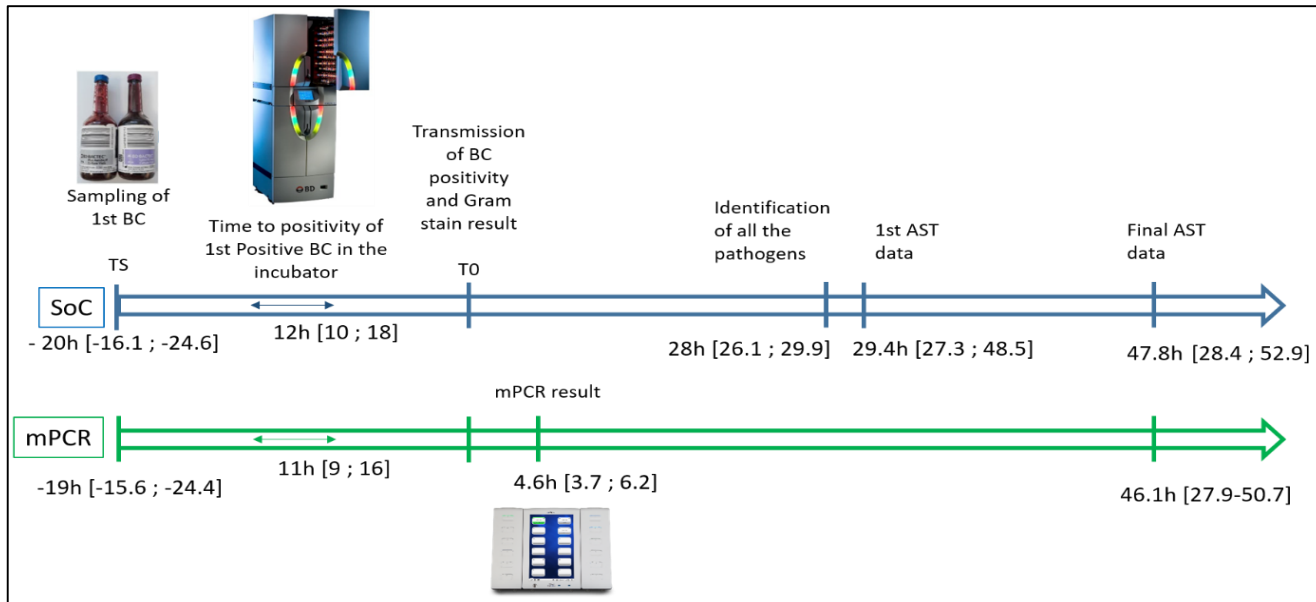 Sampling of
1st BC
BD
Time to positivity of
1st Positive BC in the
incubator
Transmission
of BC
positivity
and Gram
stain result
Identification
of all the
pathogens
1st AST
data
Final AST
data
TS
T0
SoC
- 20h [-16.1 ; -24.6]
12h [10 ; 18]
28h [26.1 ; 29.9]
29.4h [27.3 ; 48.5]
47.8h [28.4 ; 52.9]
mPCR result
mPCR
-19h [-15.6 ; -24.4]
11h [9 ; 16]
4.6h [3.7 ; 6.2]
46.1h [27.9-50.7]